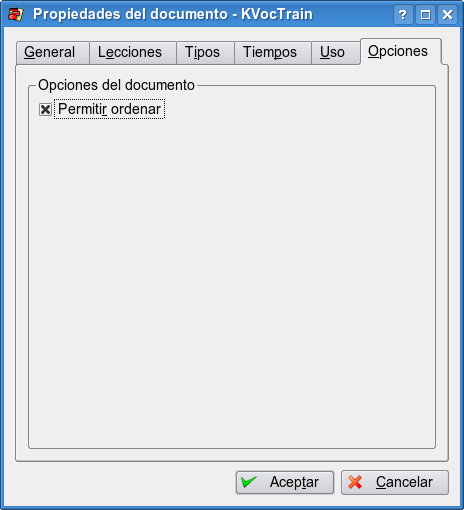 Propiedades del documento - KVocTrain
General Lecciones Tipos Tiempos Uso Opciones
Opciones del documento
Permitir ordenar
Aceptar Cancelar